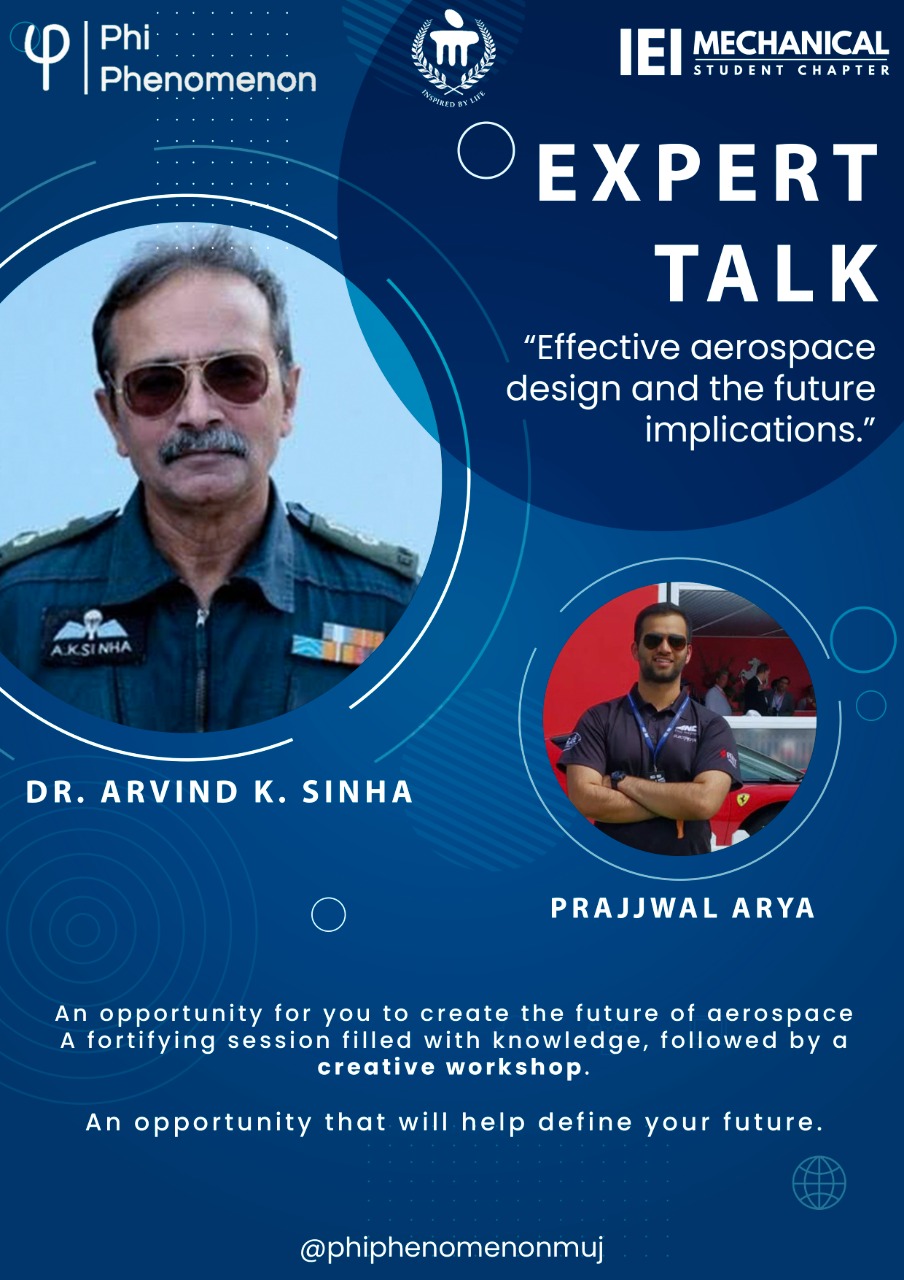 φ
Phi
Phenomenon
INSPIRED BY LIFE
IEI MECHANICAL
STUDENT CHAPTER
EXPERT
TALK
“Effective aerospace
design and the future
implications.”
A.K.SINHA
DR. ARVIND K. SINHA
PRAJJWAL ARYA
An opportunity for you to create the future of aerospace
A fortifying session filled with knowledge, followed by a
creative workshop.
An opportunity that will help define your future.
@phiphenomenonmuj